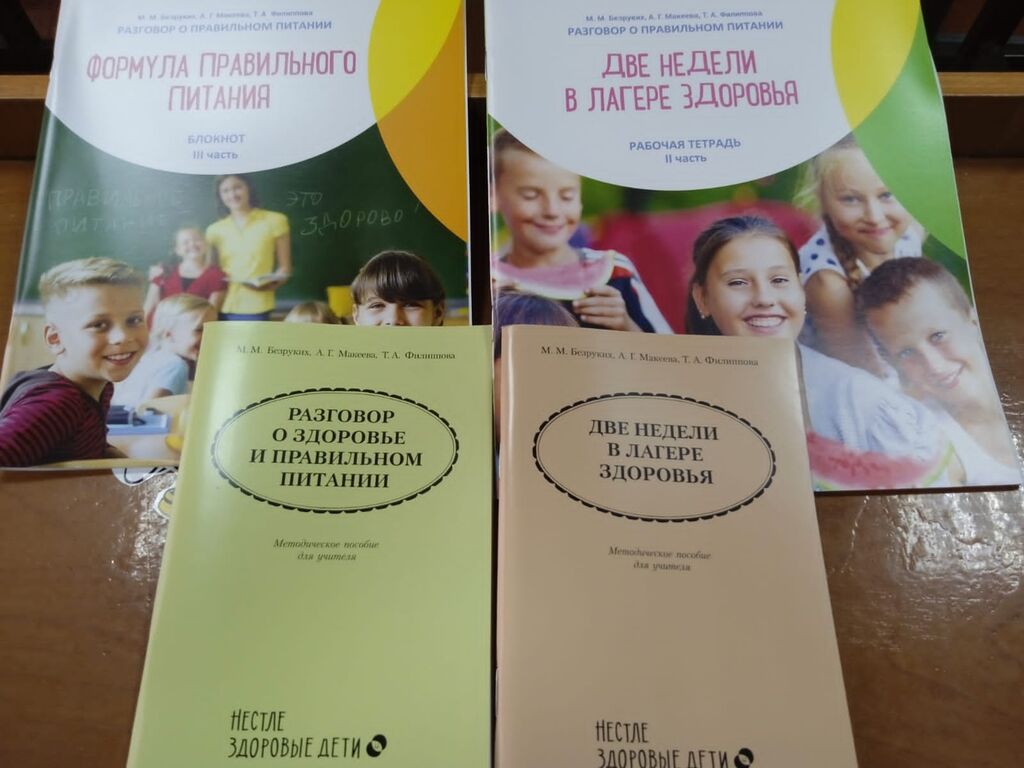 М. М. Безруких, А. Г. Макеева, Т. А. Филиппова
РАЗГОВОР О ПРАВИЛЬНОМ ПИТАНИИ
ФОРМУЛА ПРАВИЛЬНОГО
ПИТАНИЯ
БЛОКНОТ
III часть
ПРАВИЛЬНОЕ
ПИТАНИЕ
ЭТО
ЗДОРОВО!
М. М. Безруких, А. Г. Макеева, Т. А. Филиппова
РАЗГОВОР О ПРАВИЛЬНОМ ПИТАНИИ
ДВЕ НЕДЕЛИ
В ЛАГЕРЕ ЗДОРОВЬЯ
РАБОЧАЯ ТЕТРАДЬ
II часть
М. М. Безруких, А. Г. Макеева, Т. А. Филиппова
РАЗГОВОР
О ЗДОРОВЬЕ
И ПРАВИЛЬНОМ
ПИТАНИИ
Методическое пособие
для учителя
НЕСТЛЕ
ЗДОРОВЫЕ ДЕТИ
М. М. Безруких, А. Г. Макеева, Т. А. Филиппова
ДВЕ НЕДЕЛИ
В ЛАГЕРЕ
ЗДОРОВЬЯ
Методическое пособие
для учителя
НЕСТЛЕ
ЗДОРОВЫЕ ДЕТИ